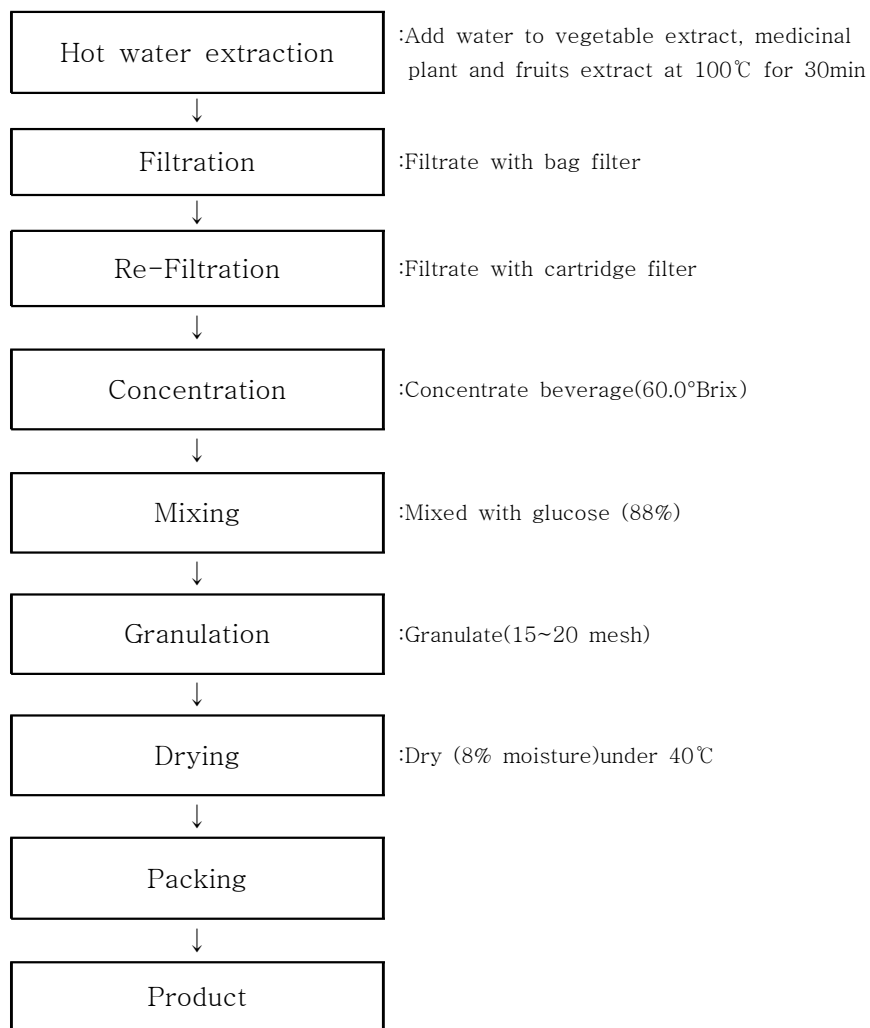 Hot water extraction
:Add water to vegetable extract, medicinal
plant and fruits extract at 100℃ for 30min
↓
Filtration
:Filtrate with bag filter
↓
Re-Filtration
:Filtrate with cartridge filter
↓
Concentration
:Concentrate beverage(60.0°Brix)
↓
Mixing
:Mixed with glucose (88%)
↓
Granulation
:Granulate(15~20 mesh)
↓
Drying
:Dry (8% moisture)under 40℃
↓
Packing
↓
Product